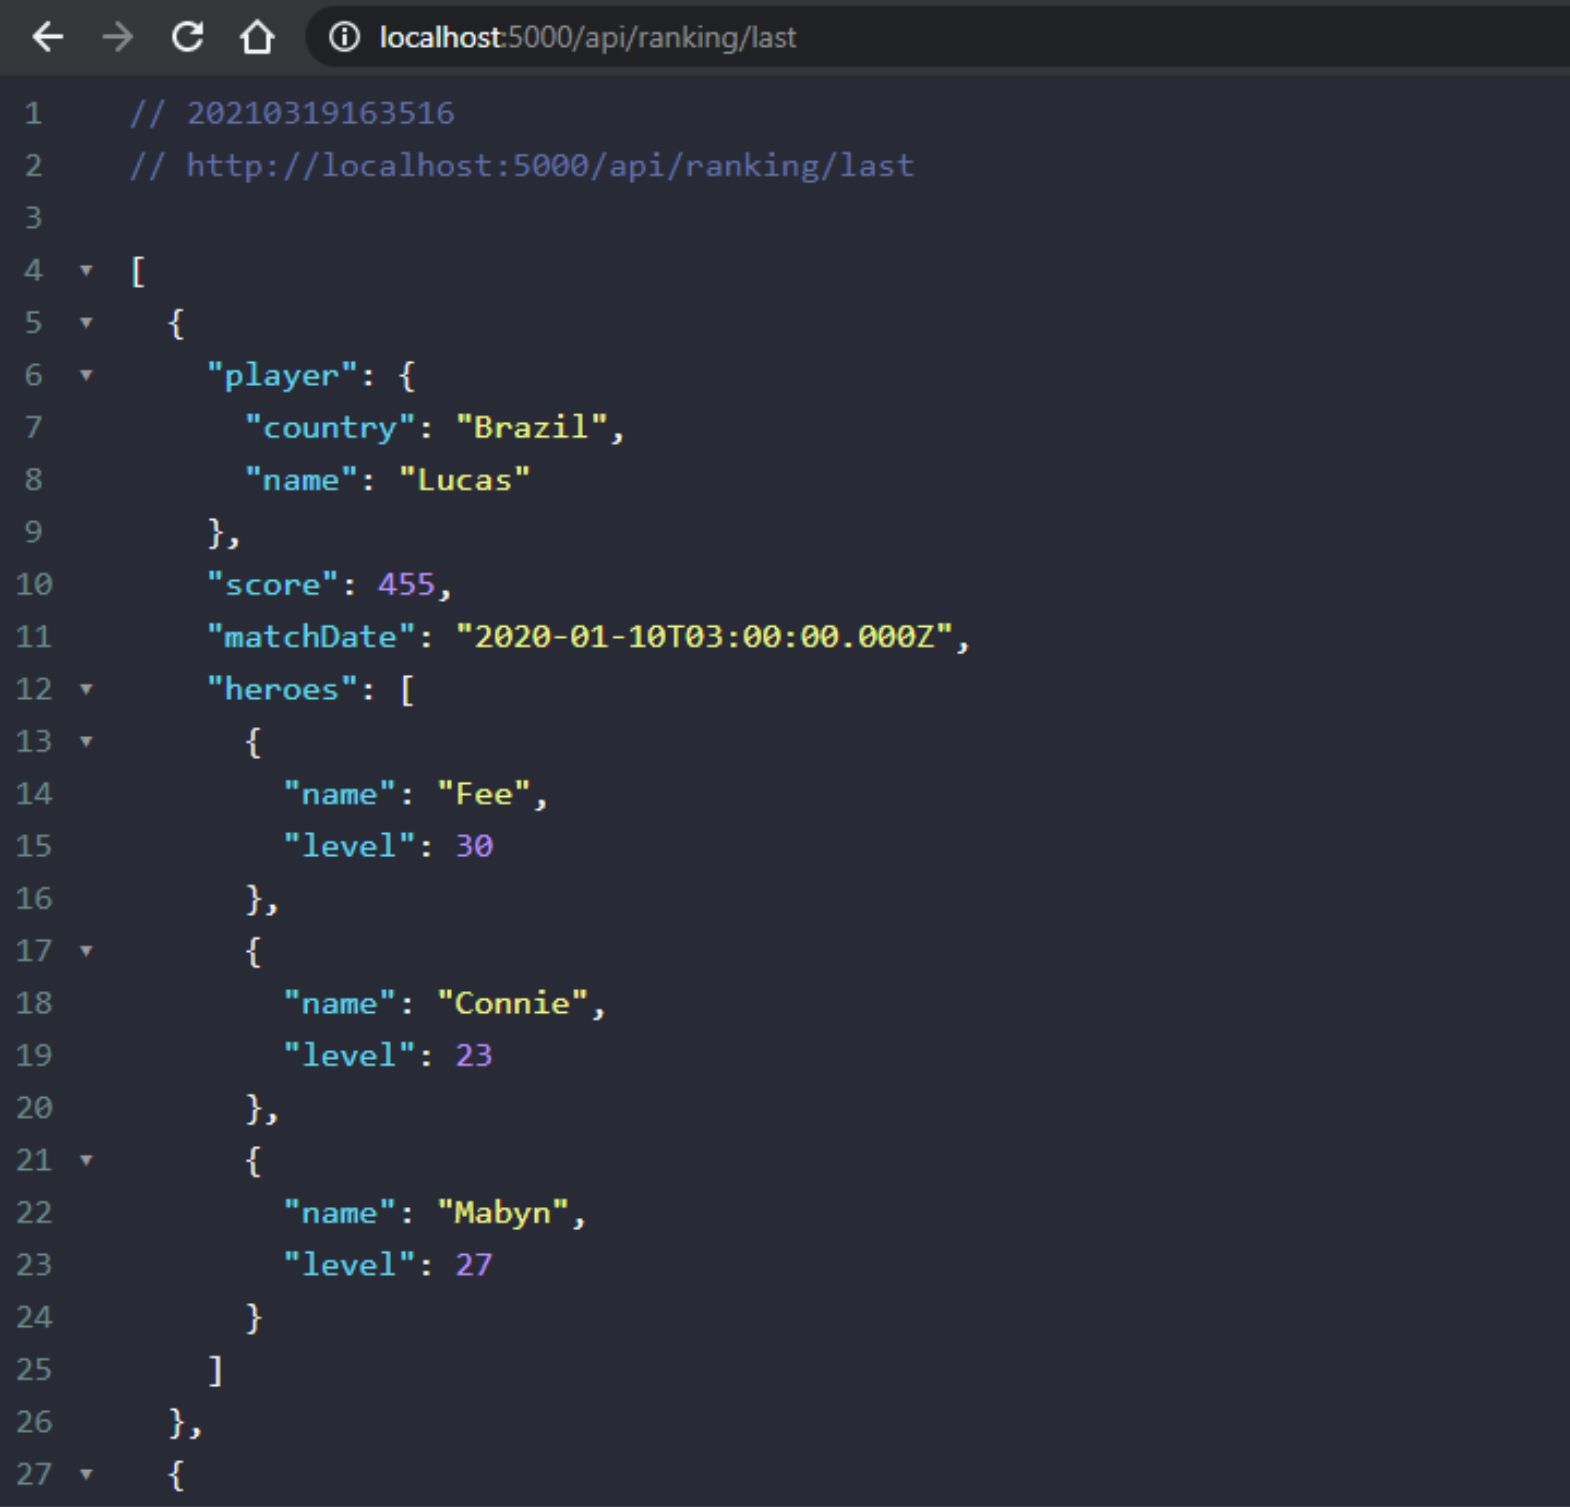 localhost:5000/api/ranking/last
1 // 20210319163516
2 // http://localhost:5000/api/ranking/last
3
4 [
5 {
6 "player": {
7 "country": "Brazil",
8 "name": "Lucas"
9 },
10 "score": 455,
11 "matchDate": "2020-01-10T03:00:00.000Z",
12 "heroes": [
13 {
14 "name": "Fee",
15 "level": 30
16 },
17 {
18 "name": "Connie",
19 "level": 23
20 },
21 {
22 "name": "Mabyn",
23 "level": 27
24 }
25 ]
26 },
27 {